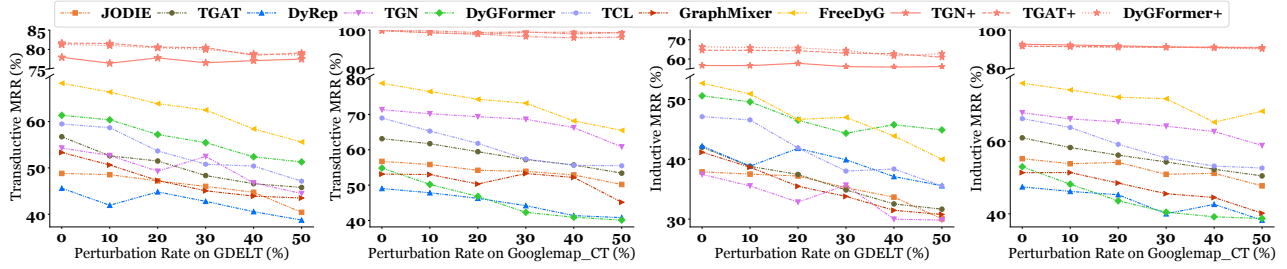 JODIE TGAT DyRep TGN DyGFormer TCL GraphMixer FreeDyG TGN+ TGAT+ DyGFormer+
Transductive MRR (%)
85
80
75
60
50
40
0 10 20 30 40 50
Perturbation Rate on GDELT (%)
Transductive MRR (%)
100
90
80
70
60
50
40
0 10 20 30 40 50
Perturbation Rate on Googlemap_CT (%)
Inductive MRR (%)
70
60
50
40
30
0 10 20 30 40 50
Perturbation Rate on GDELT (%)
Inductive MRR (%)
100
80
60
40
0 10 20 30 40 50
Perturbation Rate on Googlemap_CT (%)